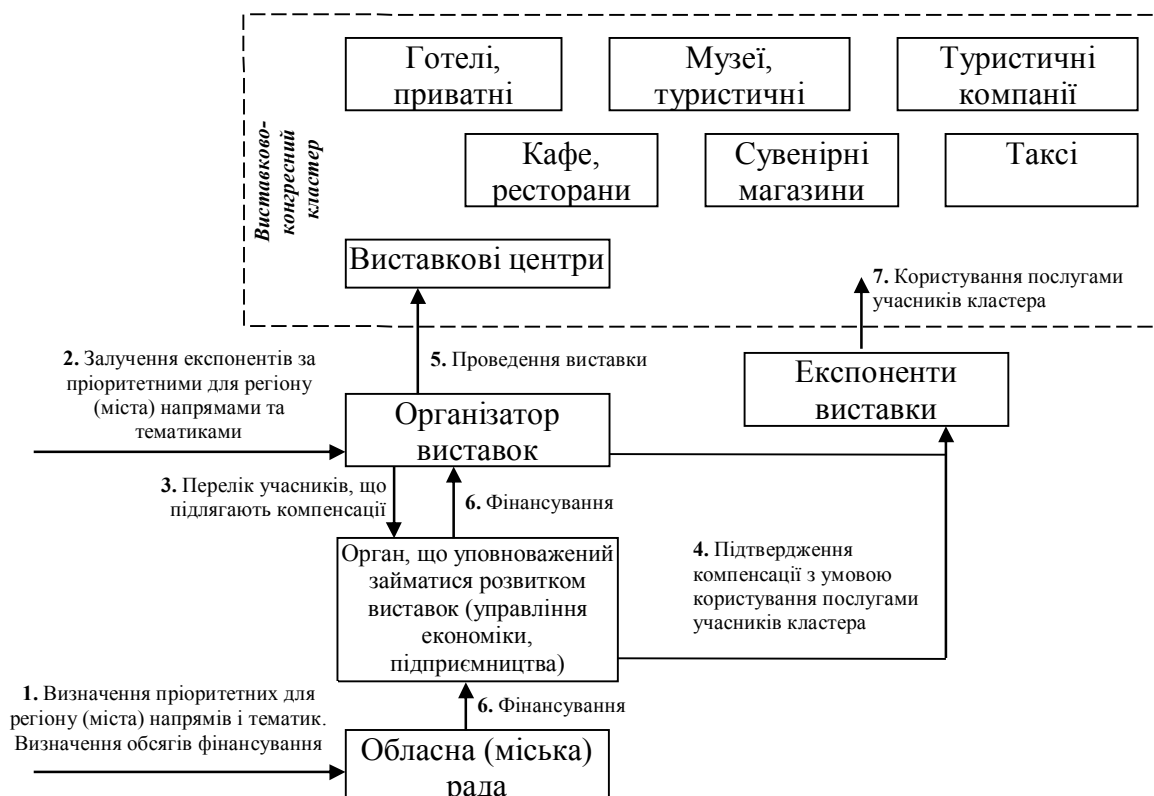 Готелі,
приватні
Музеї,
туристичні
Туристичні
компанії
Кафе,
ресторани
Сувенірні
магазини
Таксі
Виставково-
конгресний
кластер
Виставкові центри
7. Користування послугами
учасників кластера
2. Залучення експонентів за
пріоритетними для регіону
(міста) напрямами та
тематиками
5. Проведення виставки
Експоненти
виставки
Організатор
виставок
3. Перелік учасників, що
підлягають компенсації
6. Фінансування
Орган, що уповноважений
займатися розвитком
виставок (управління
економіки,
підприємництва)
4. Підтвердження
компенсації з умовою
користування послугами
учасників кластера
1. Визначення пріоритетних для
регіону (міста) напрямів і тематик.
Визначення обсягів фінансування
6. Фінансування
Обласна (міська)
рада